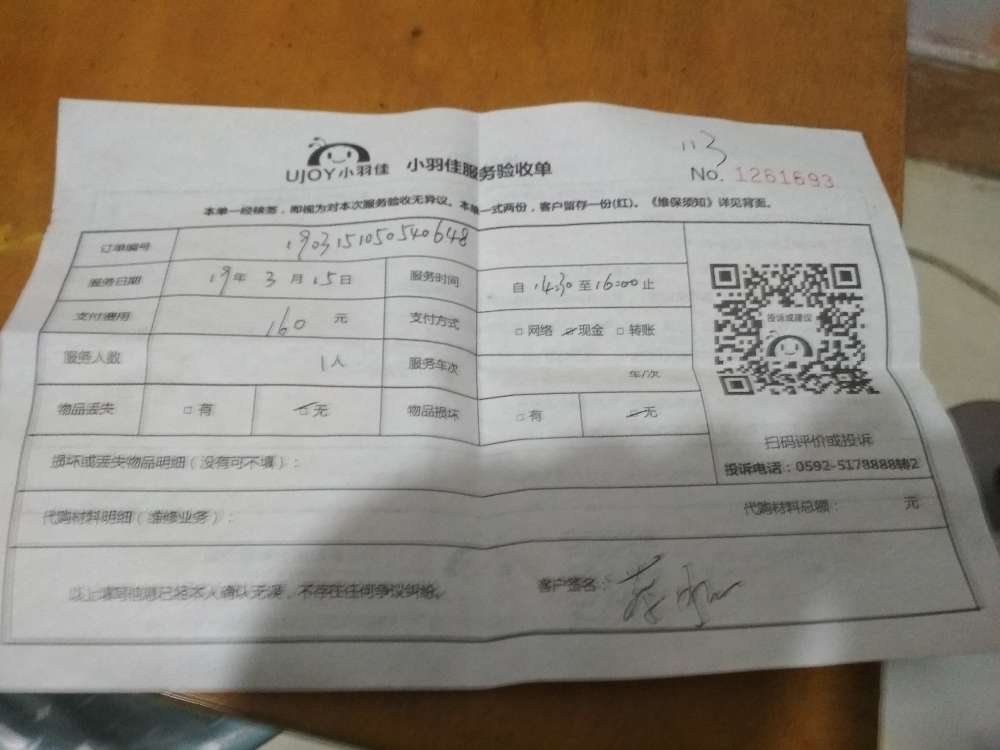 113
UJOY小羽佳 小羽佳服务验收单
No. 1261693
本单一经核签，即视为对本次服务验收无异议。本单一式两份，客户留存一份(红)。《维保须知》详见背面。
订单编号 1903151050540648
服务日期 19年 3月 15日 服务时间 自 14:30 至 16:00 止
支付费用 160 元 支付方式 □网络 ☑现金 □转账
服务人数 1人 服务车次 车/次
物品丢失 □有 ☑无 物品损坏 □有 ☑无
投诉或建议
扫码评价或投诉
投诉电话：0592-5178888转2
损坏或丢失物品明细（没有可不填）：
代购材料明细（维修业务）： 代购材料总额： 元
以上填写信息已经本人确认无误，不存在任何争议纠纷。 客户签名：